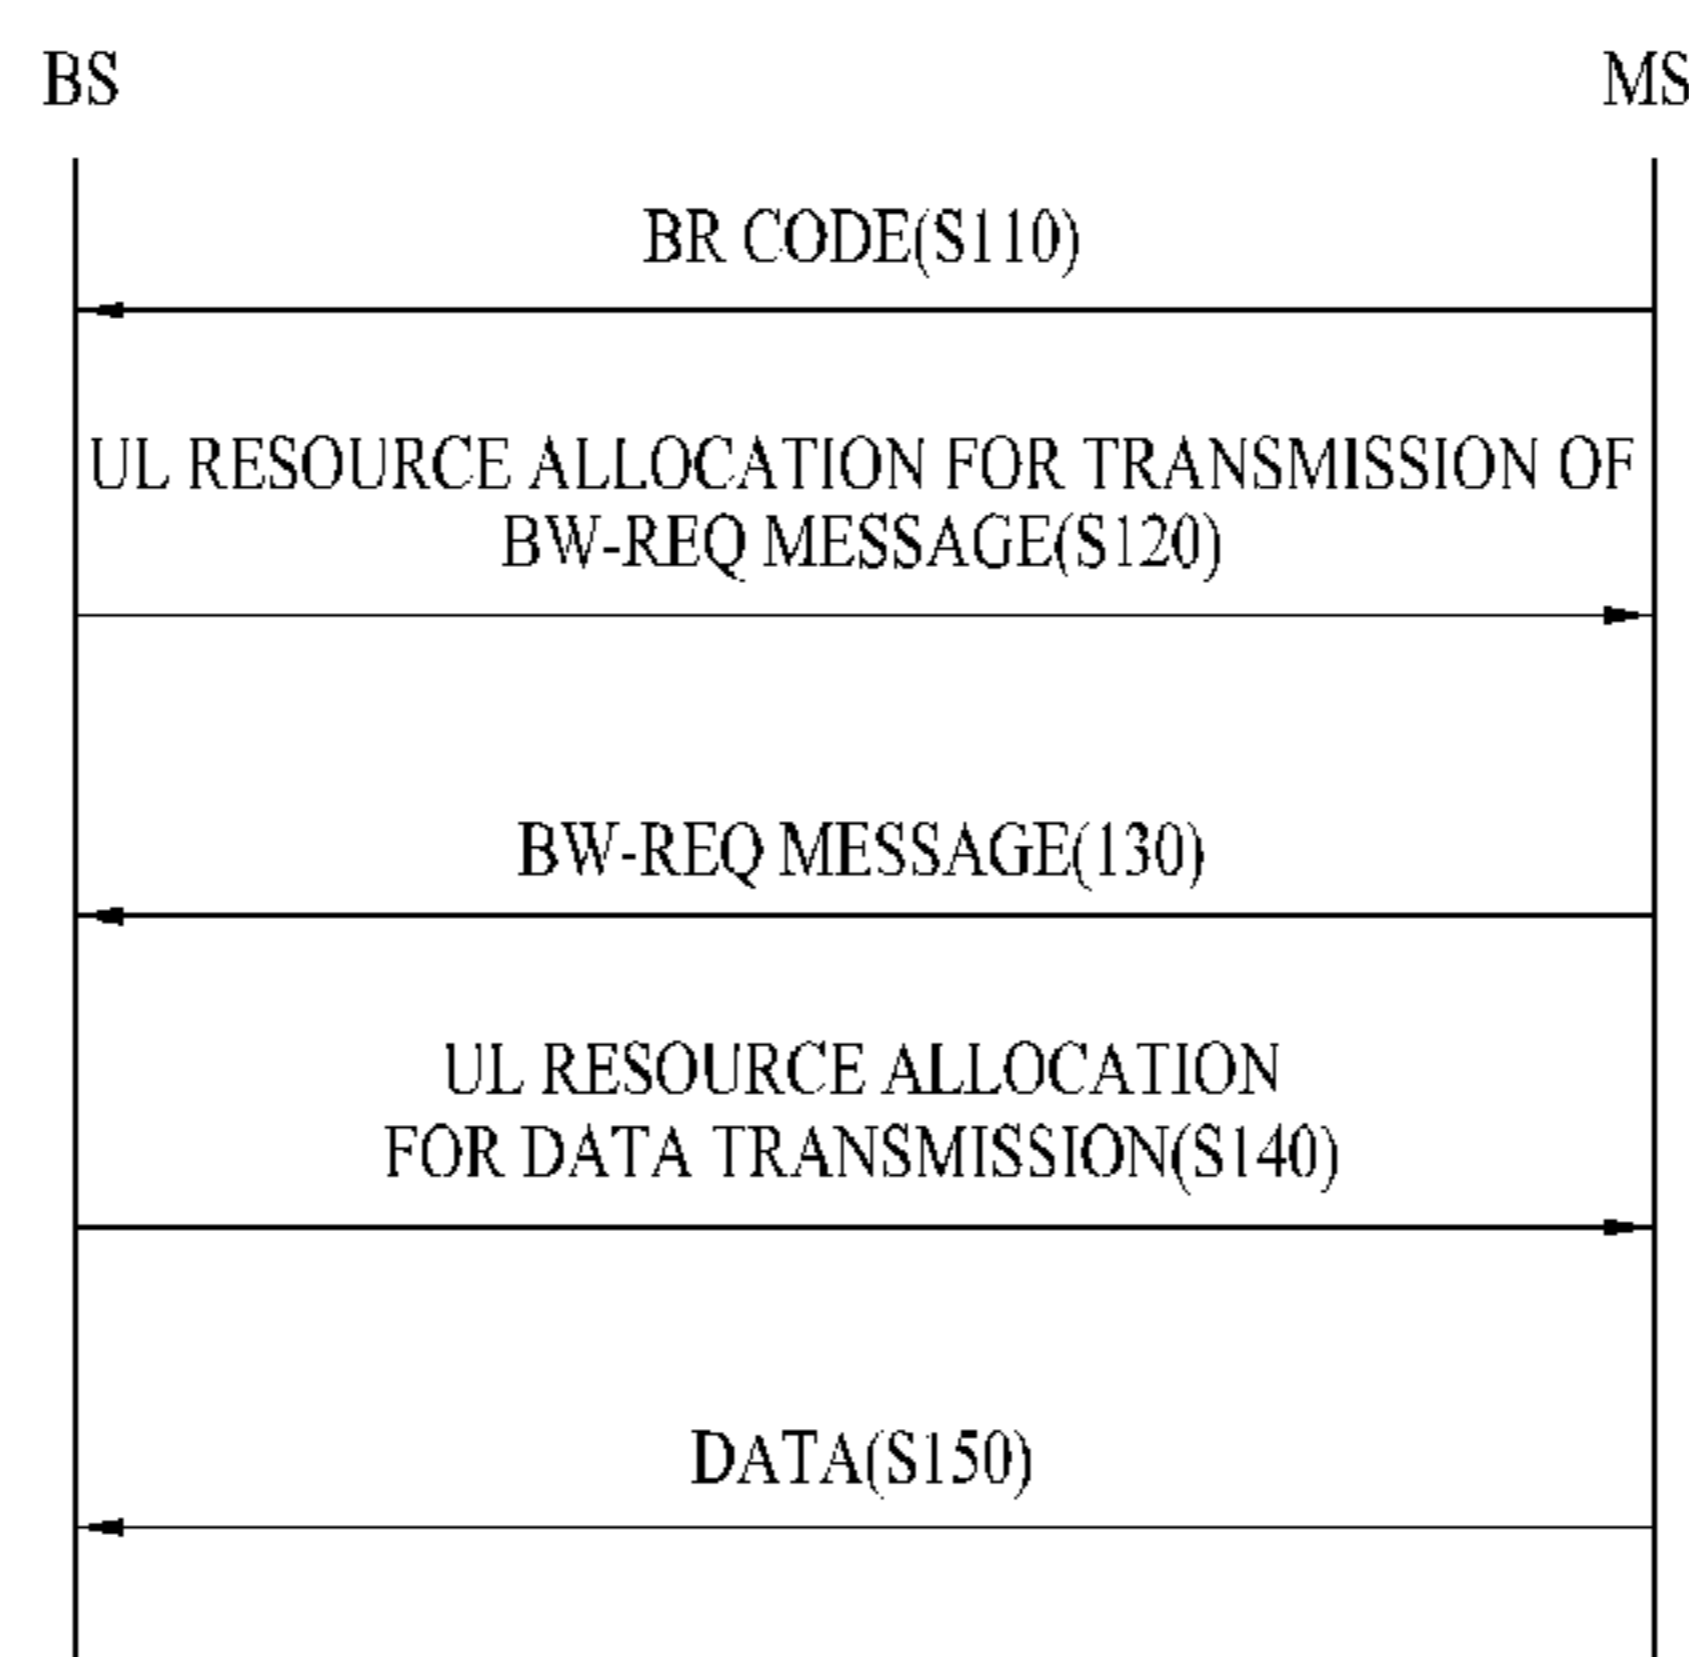 BS
MS
BR CODE(S110)
UL RESOURCE ALLOCATION FOR TRANSMISSION OF
BW-REQ MESSAGE(S120)
BW-REQ MESSAGE(130)
UL RESOURCE ALLOCATION
FOR DATA TRANSMISSION(S140)
DATA(S150)